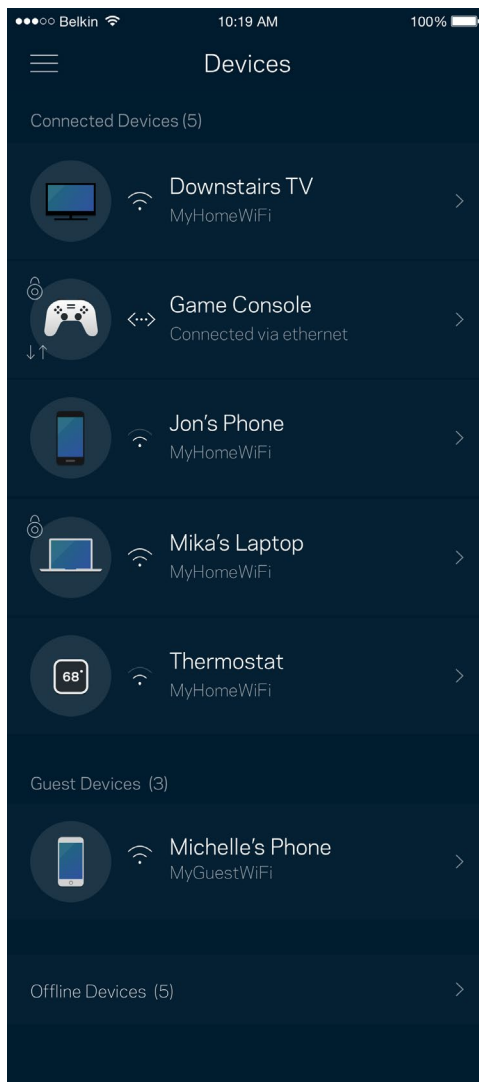 Belkin 10:19 AM 100%
Devices
Connected Devices (5)
Downstairs TV
MyHomeWiFi
Game Console
Connected via ethernet
Jon's Phone
MyHomeWiFi
Mika's Laptop
MyHomeWiFi
68°
Thermostat
MyHomeWiFi
Guest Devices (3)
Michelle's Phone
MyGuestWiFi
Offline Devices (5)